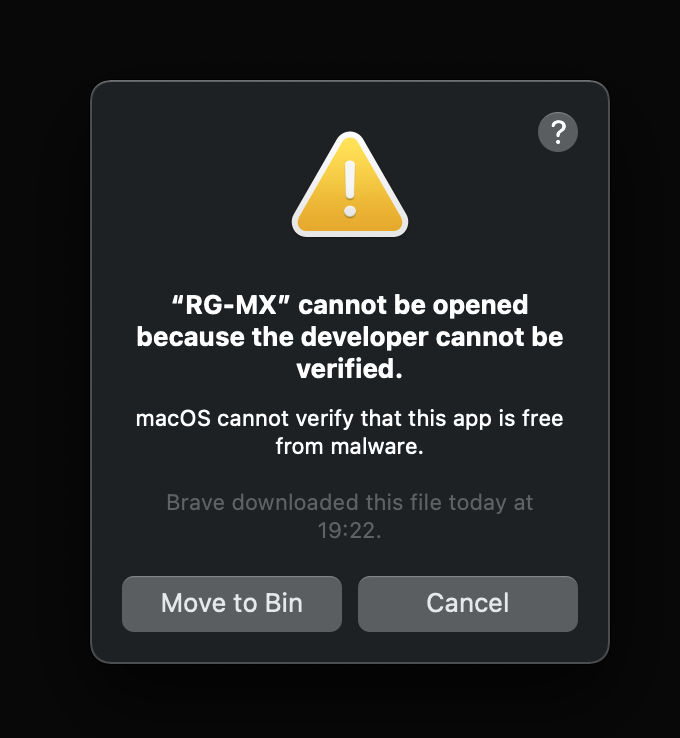 ?
“RG-MX” cannot be opened
because the developer cannot be
verified.
macOS cannot verify that this app is free
from malware.
Brave downloaded this file today at
19:22.
Move to Bin
Cancel